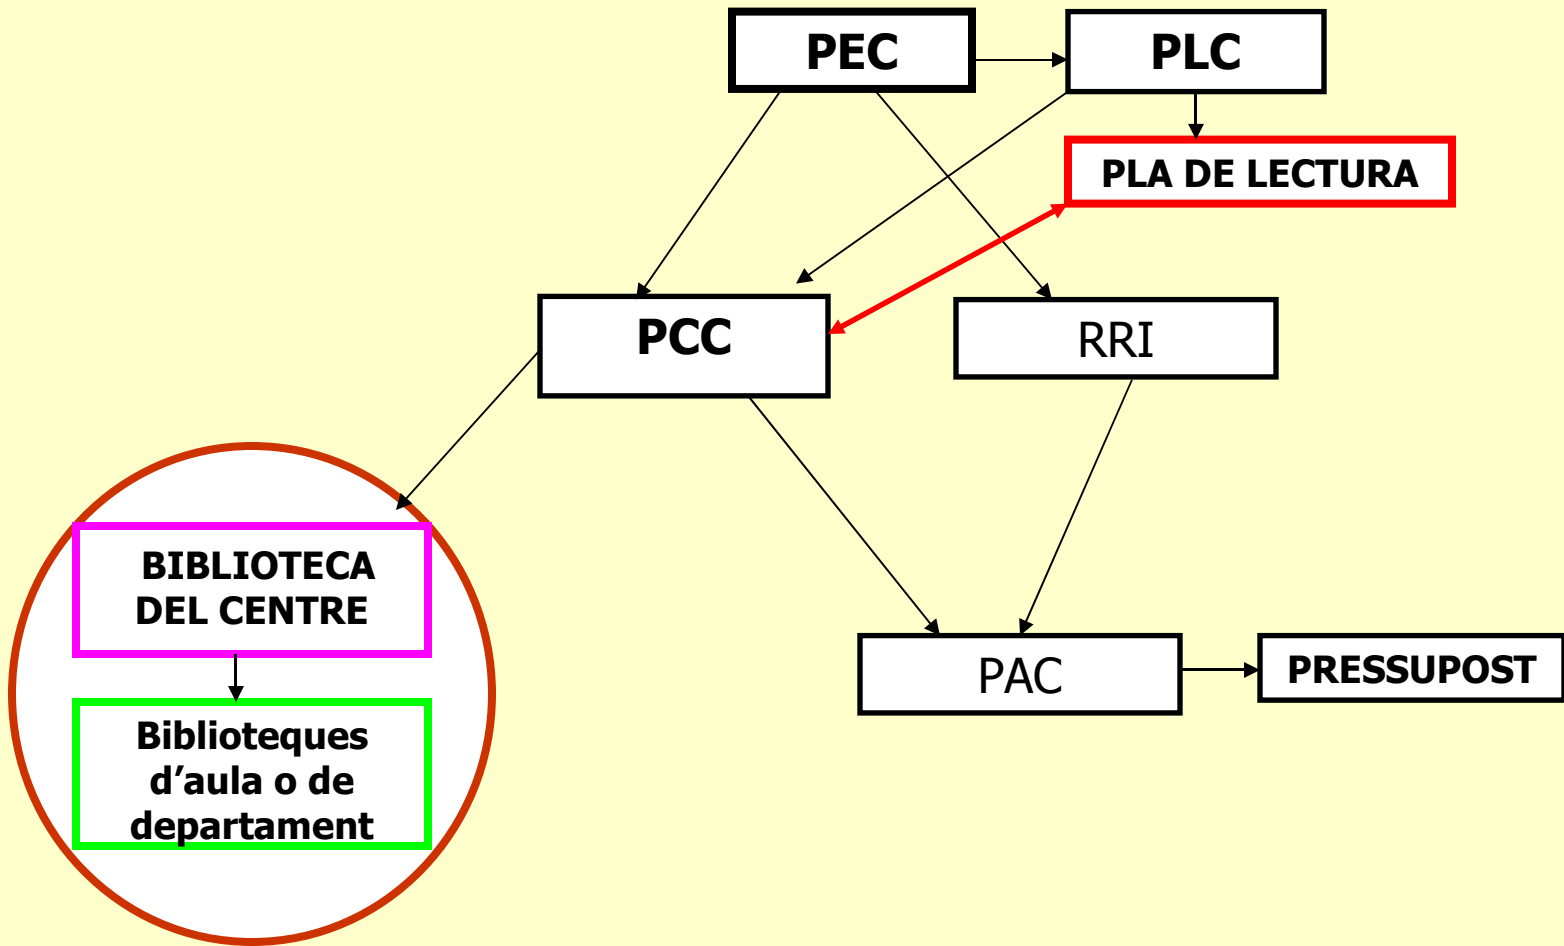 PEC
PLC
PLA DE LECTURA
PCC
RRI
BIBLIOTECA
DEL CENTRE
Biblioteques
d’aula o de
departament
PAC
PRESSUPOST